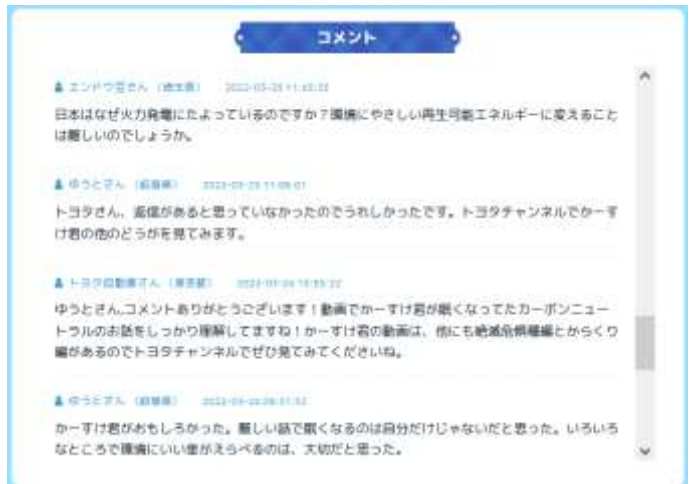 コメント
エンドウ豆さん（埼玉県）
日本はなぜ火力発電にたよっているのですか？環境にやさしい再生可能エネルギーに変えること
は難しいのでしょうか。
ゆうとさん
トヨタさん、返信があると思っていなかったのでうれしかったです。トヨタチャンネルでかーす
け君の他のどうがを見てみます。
トヨタ自動車さん（東京都）
ゆうとさん、コメントありがとうございます！動画でかーすけ君が眠くなってたカーボンニュー
トラルのお話をしっかり理解してますね！かーすけ君の動画は、他にも絶滅危惧種編とからくり
編があるのでトヨタチャンネルでぜひ見てみてくださいね。
ゆうとさん
かーすけ君がおもしろかった。難しい話で眠くなるのは自分だけじゃないだと思った。いろいろ
なところで環境にいい車がえらべるのは、大切だと思った。